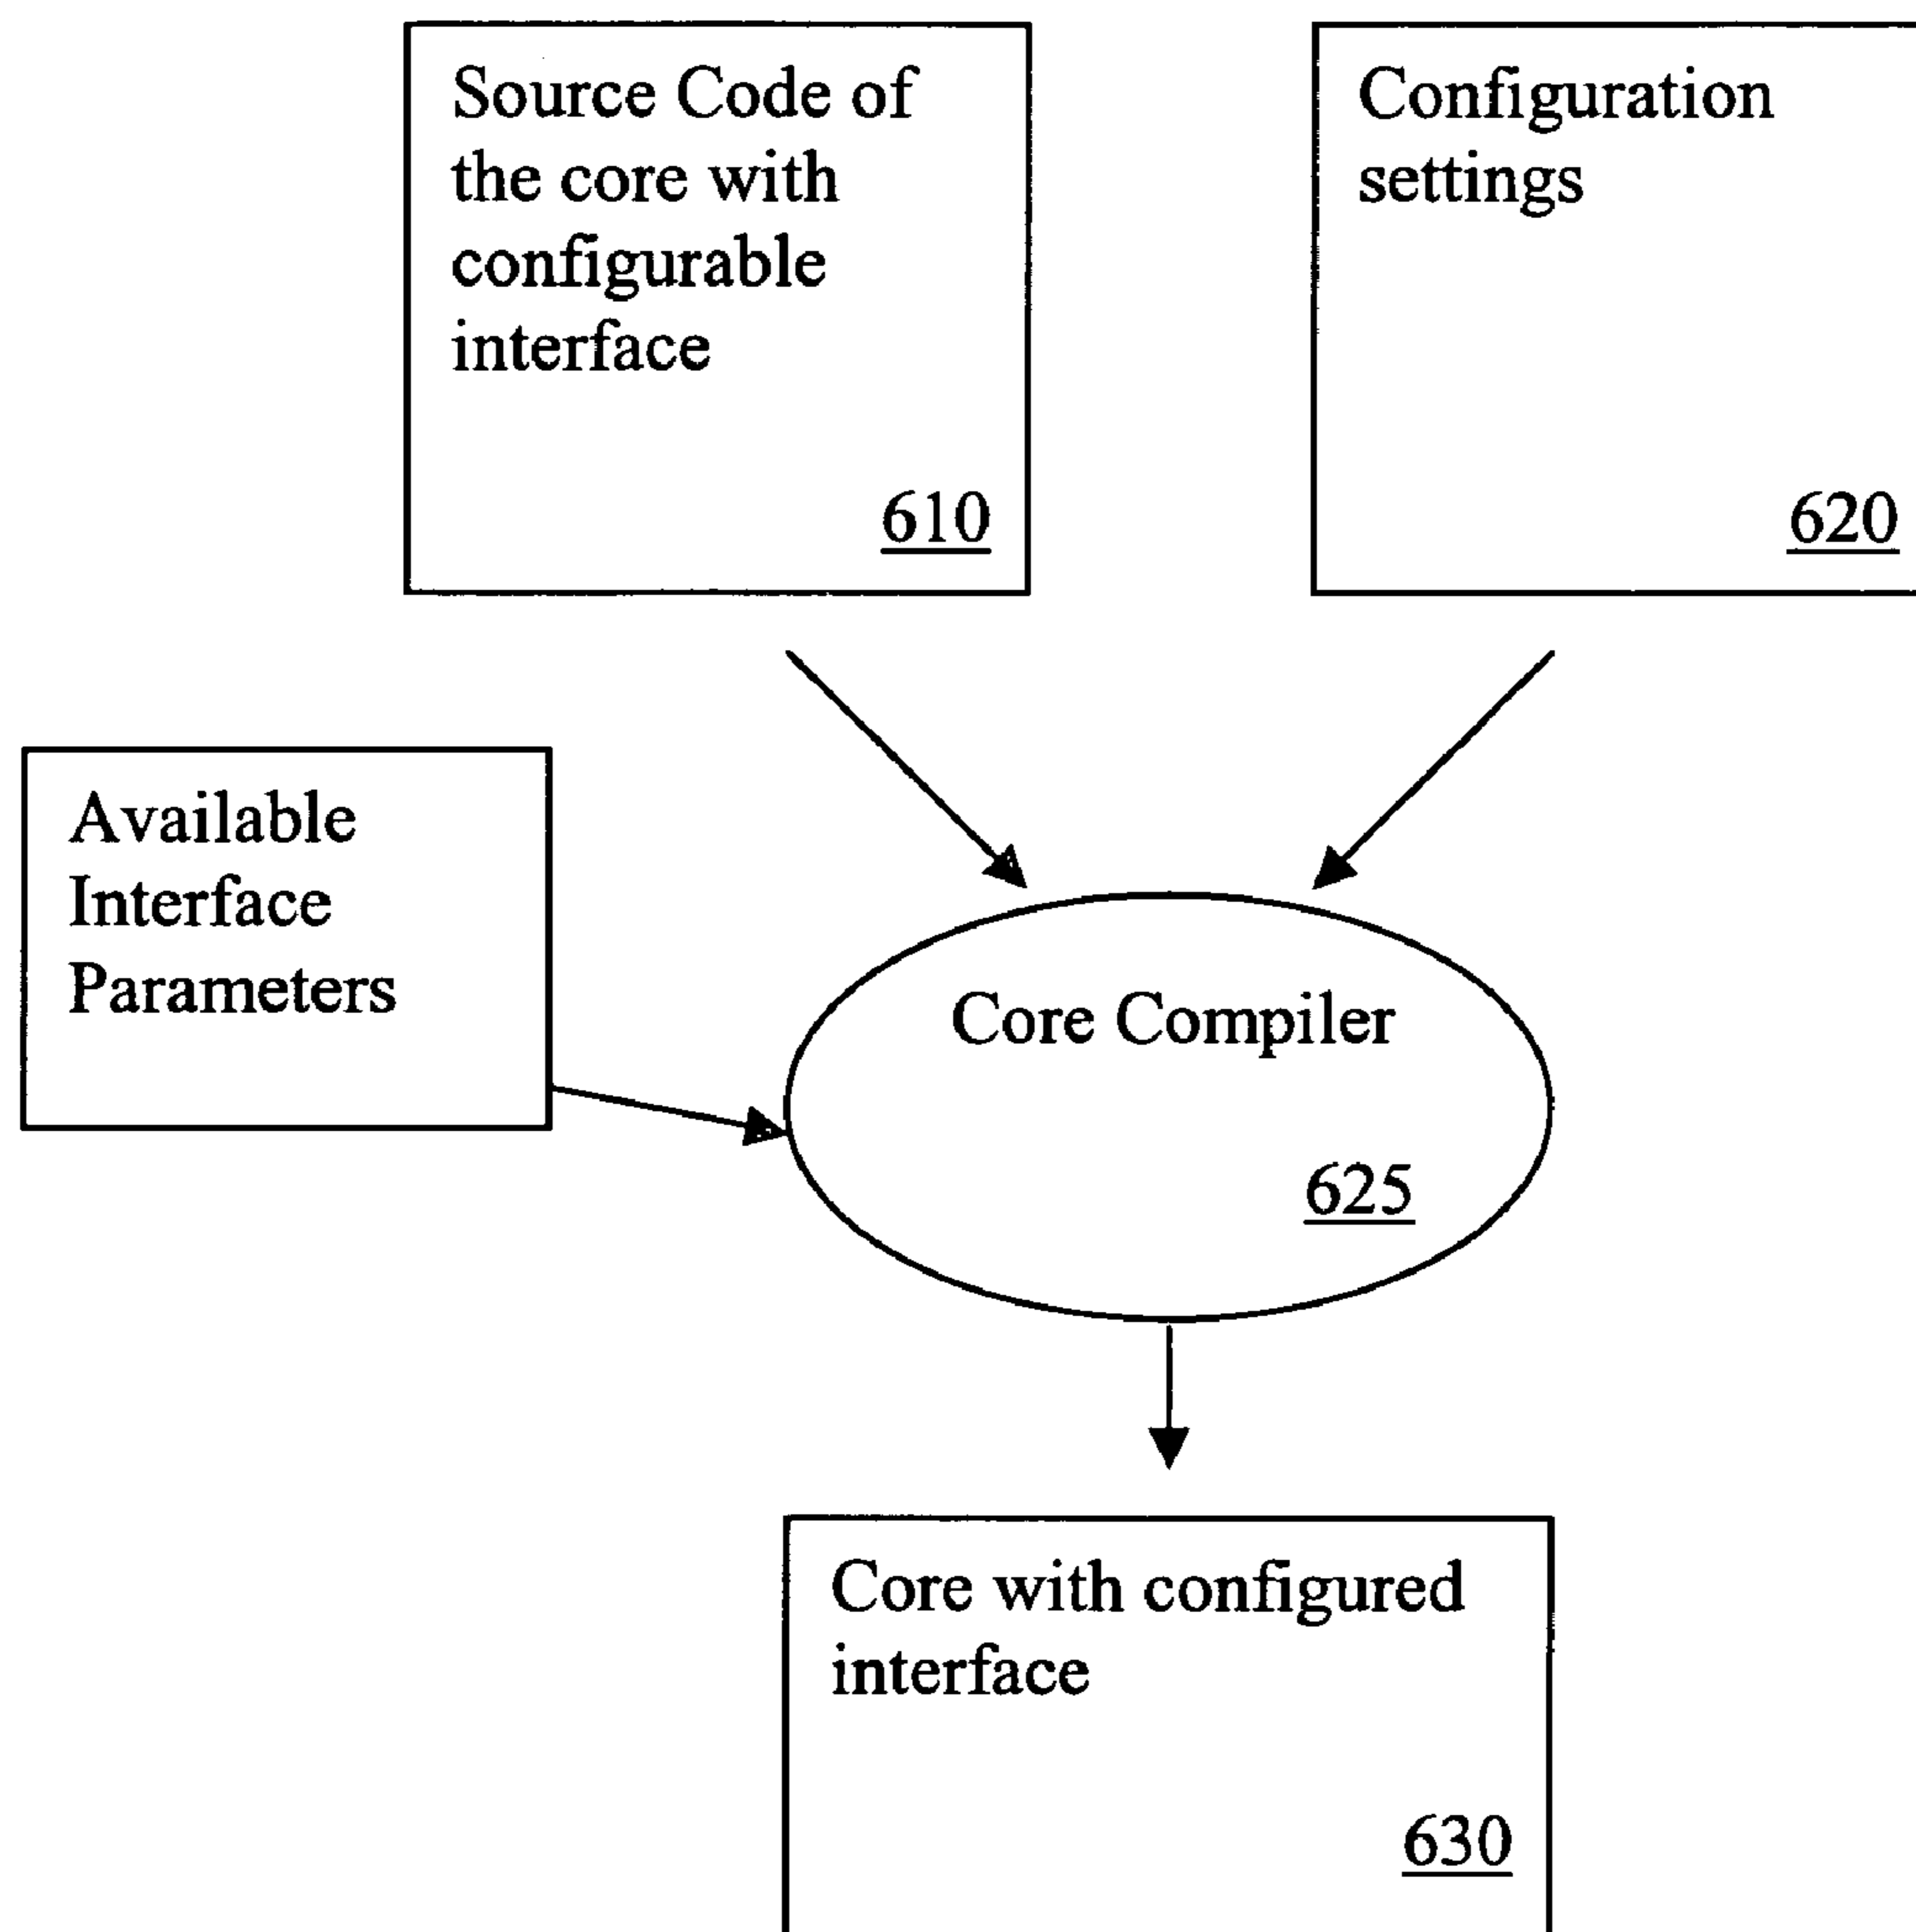 Source Code of
the core with
configurable
interface
610
Configuration
settings
620
Available
Interface
Parameters
Core Compiler
625
Core with configured
interface
630